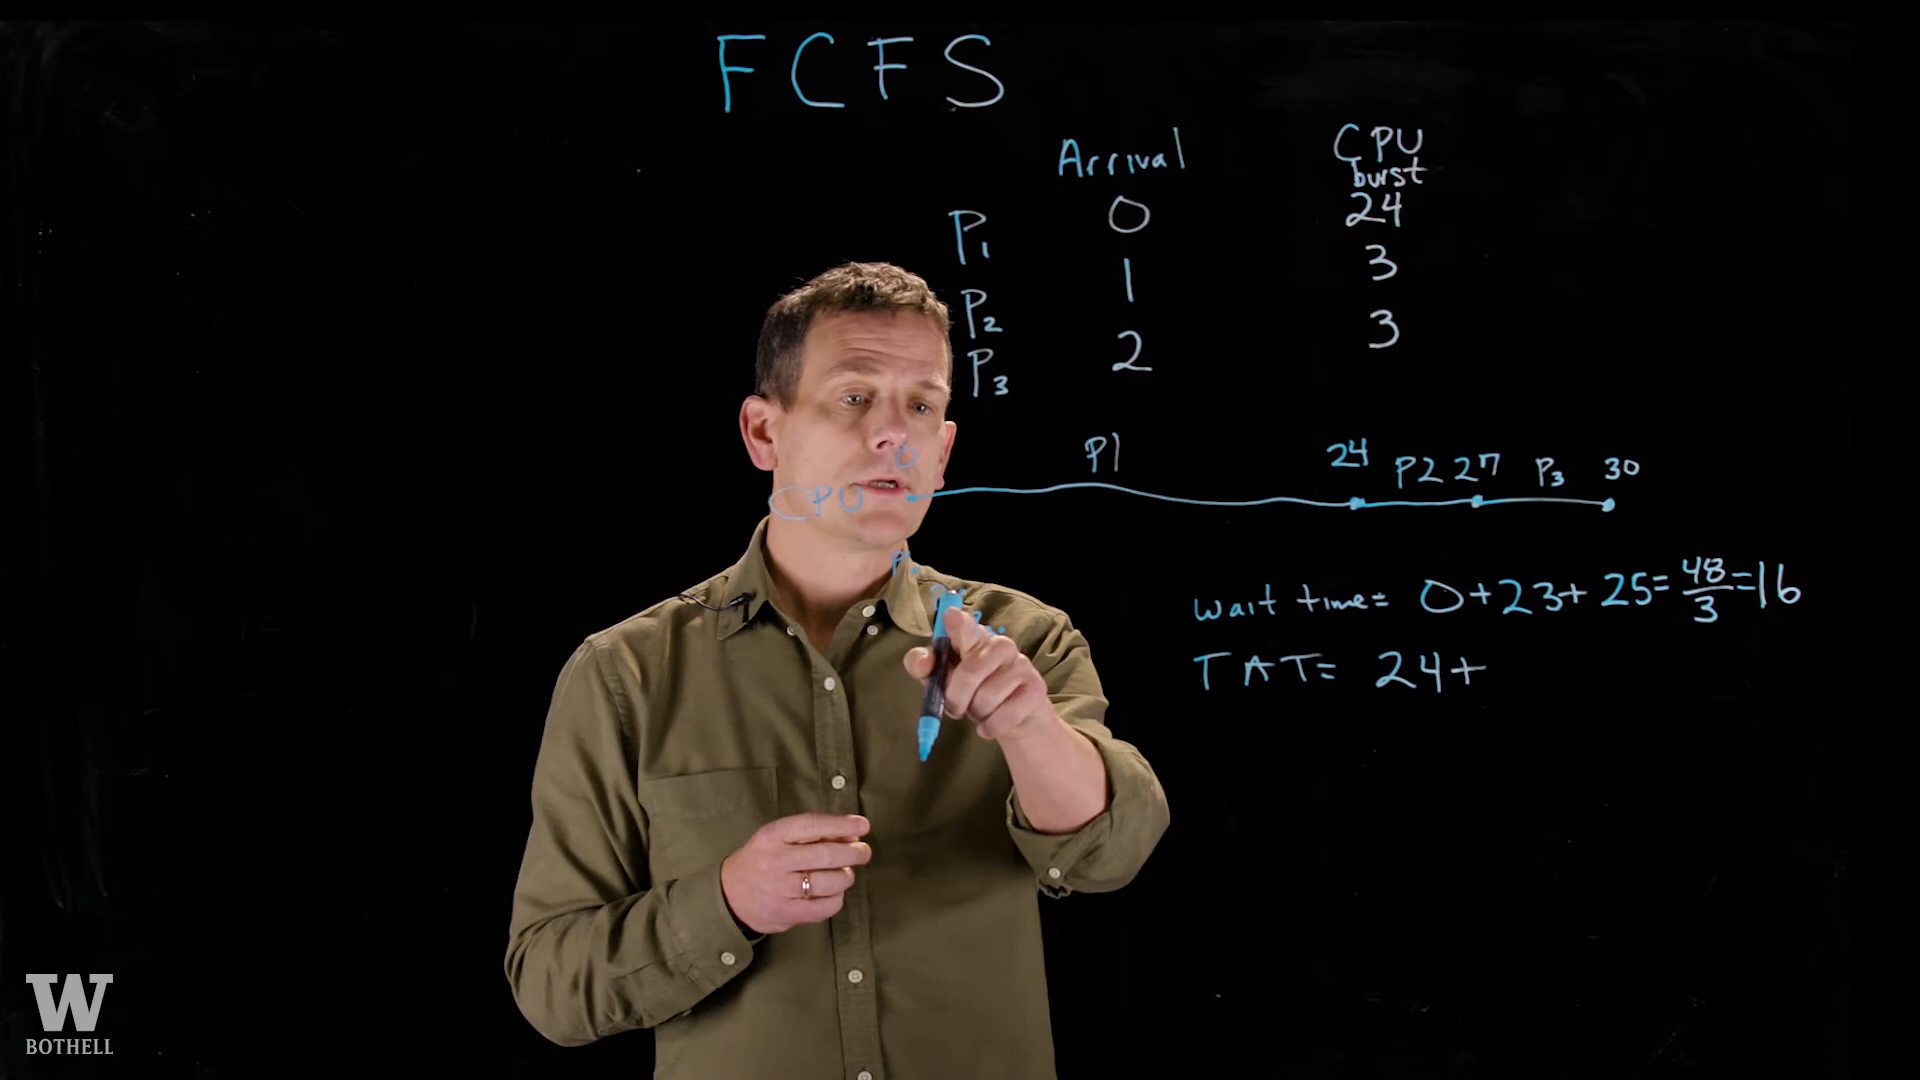 FCFS
Arrival CPU burst
P1 0 24
P2 1 3
P3 2 3
0 P1 24 P2 27 P3 30
CPU
wait time = 0+23+25=48/3=16
TAT= 24+
W
BOTHELL